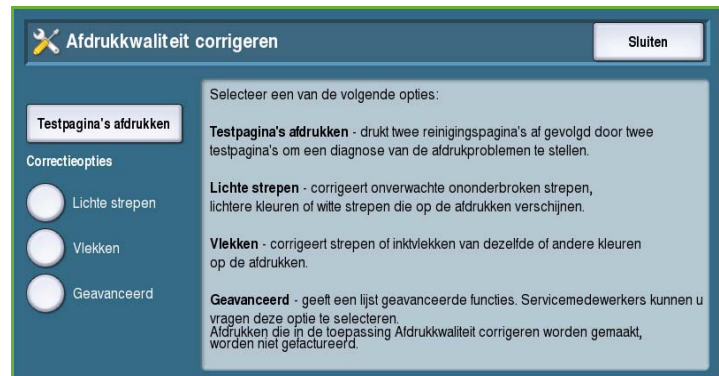 Afdrukkwaliteit corrigeren
Sluiten
Testpagina's afdrukken
Correctieopties
Lichte strepen
Vlekken
Geavanceerd
Selecteer een van de volgende opties:
Testpagina's afdrukken - drukt twee reinigingspagina's af gevolgd door twee
testpagina's om een diagnose van de afdrukproblemen te stellen.
Lichte strepen - corrigeert onverwachte ononderbroken strepen,
lichtere kleuren of witte strepen die op de afdrukken verschijnen.
Vlekken - corrigeert strepen of inktvlekken van dezelfde of andere kleuren
op de afdrukken.
Geavanceerd - geeft een lijst geavanceerde functies. Servicemedewerkers kunnen u
vragen deze optie te selecteren.
Afdrukken die in de toepassing Afdrukkwaliteit corrigeren worden gemaakt,
worden niet gefactureerd.